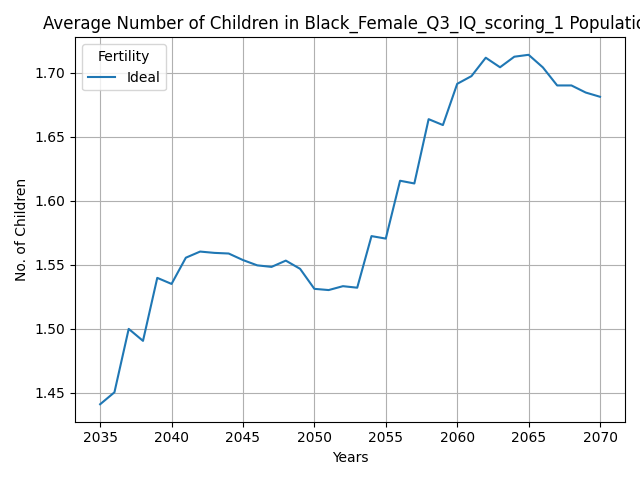 Average Number of Children in Black_Female_Q3_IQ_scoring_1 Populatio
Fertility
Ideal
1.70
1.65
1.60
1.55
1.50
1.45
No. of Children
2035 2040 2045 2050 2055 2060 2065 2070
Years